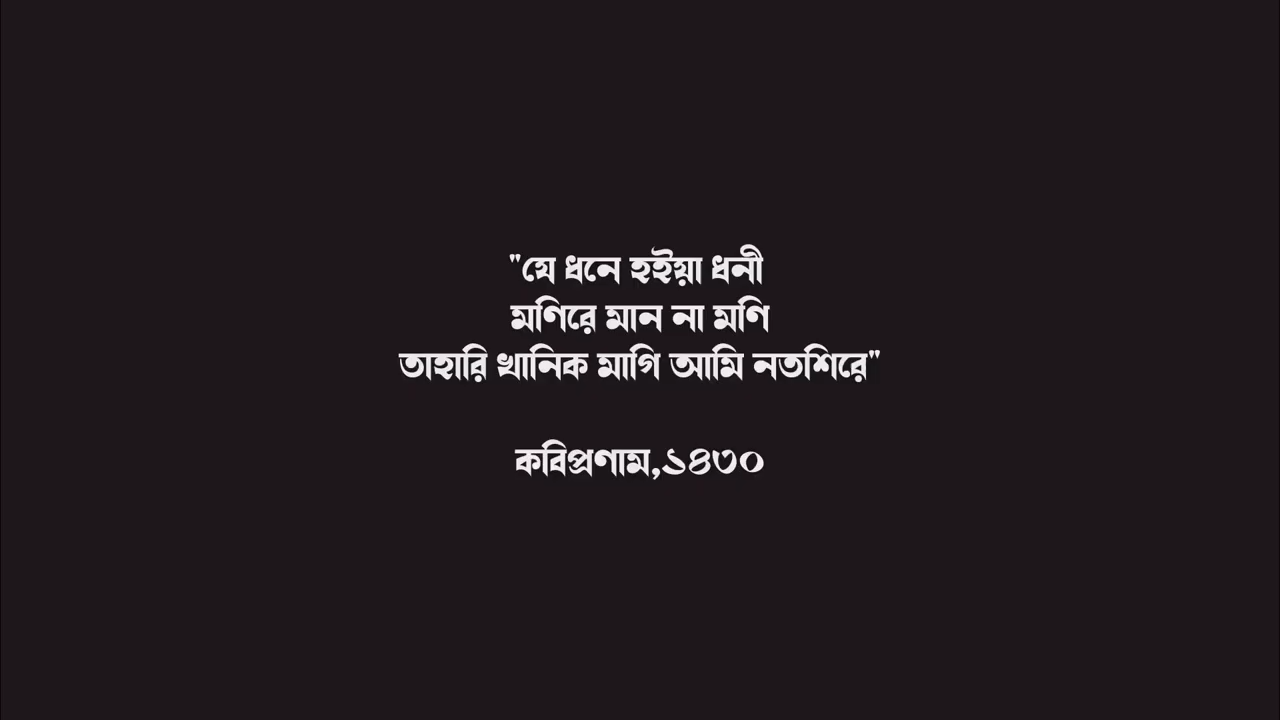 "যে ধনে হইয়া ধনী
মণিরে মান না মণি
তাহারি খানিক মাগি আমি নতশিরে"
কবিপ্রণাম,১৪৩০